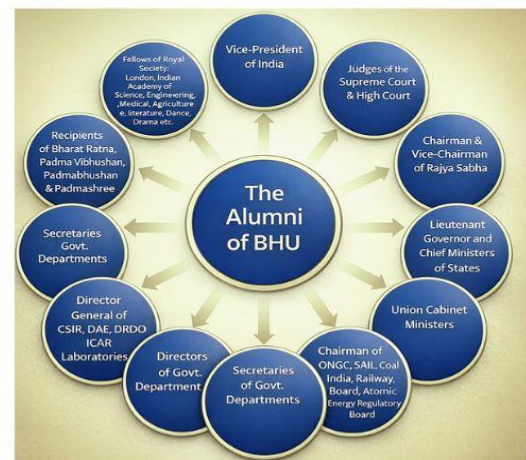 The
Alumni
of BHU
Vice-President
of India
Judges of the
Supreme Court
& High Court
Chairman &
Vice-Chairman
of Rajya Sabha
Lieutenant
Governor and
Chief Ministers
of States
Union Cabinet
Ministers
Chairman of
ONGC, SAIL, Coal
India, Railway,
Board, Atomic
Energy Regulatory
Board
Secretaries
of Govt.
Departments
Directors
of Govt.
Department
Director
General of
CSIR, DAE, DRDO
ICAR
Laboratories
Secretaries
Govt.
Departments
Recipients
of Bharat Ratna,
Padma Vibhushan,
Padmabhushan
& Padmashree
Fellows of Royal
Society:
London, Indian
Academy of
Science, Engineering,
,Medical, Agriculture
e, literature, Dance,
Drama etc.